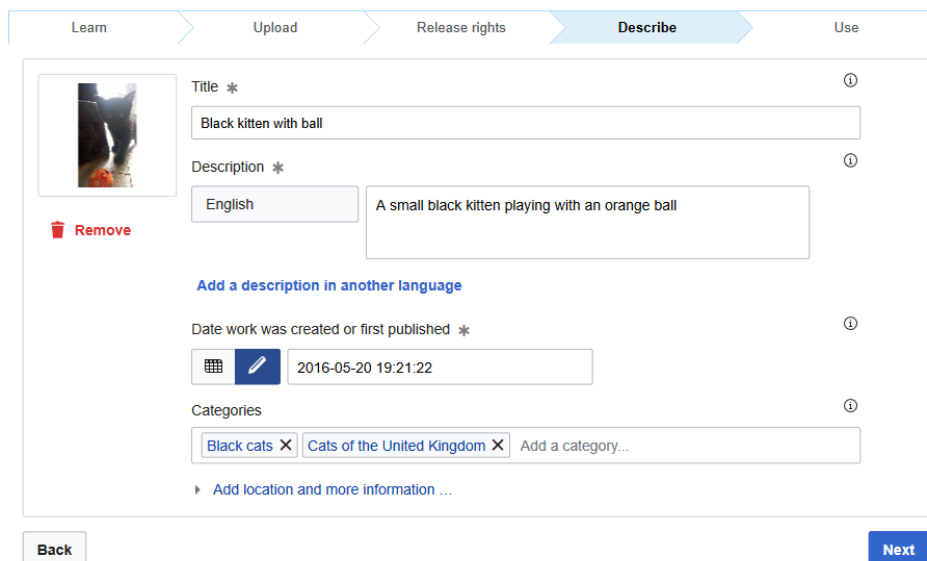 Learn Upload Release rights Describe Use
Title *
Black kitten with ball
Description *
English
A small black kitten playing with an orange ball
Remove
Add a description in another language
Date work was created or first published *
2016-05-20 19:21:22
Categories
Black cats X Cats of the United Kingdom X Add a category...
Add location and more information ...
Back Next